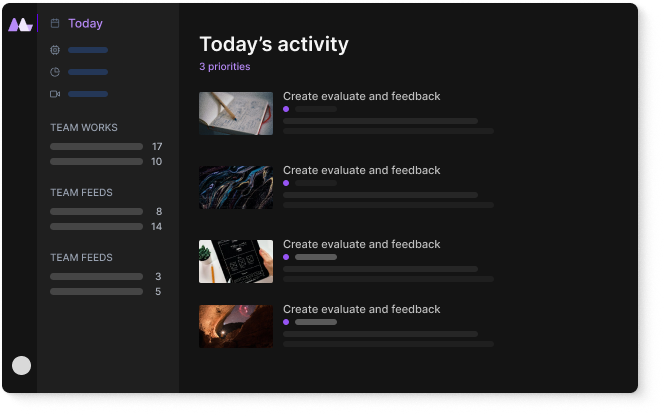 Today
TEAM WORKS
17
10
TEAM FEEDS
8
14
TEAM FEEDS
3
5
Today’s activity
3 priorities
Create evaluate and feedback
Create evaluate and feedback
Create evaluate and feedback
Create evaluate and feedback